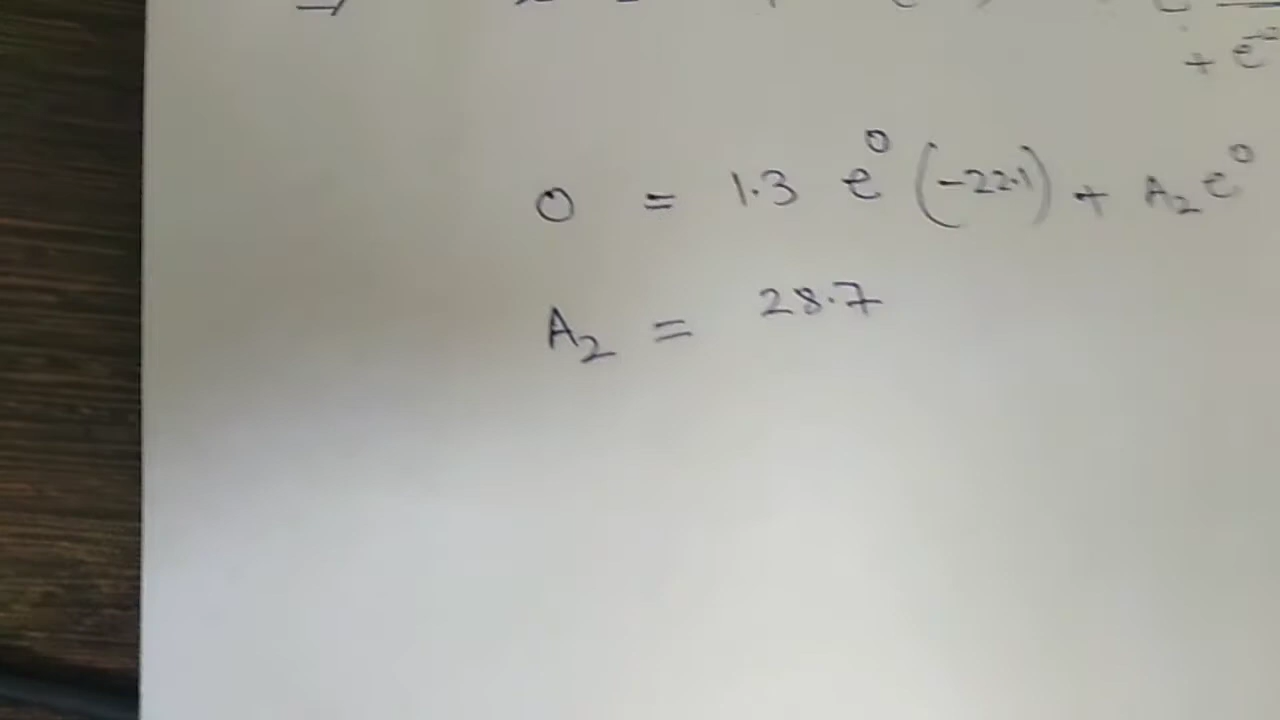 + e
0 = 1.3 e⁰ (-22.1) + A₂ e⁰
A₂ = 28.7